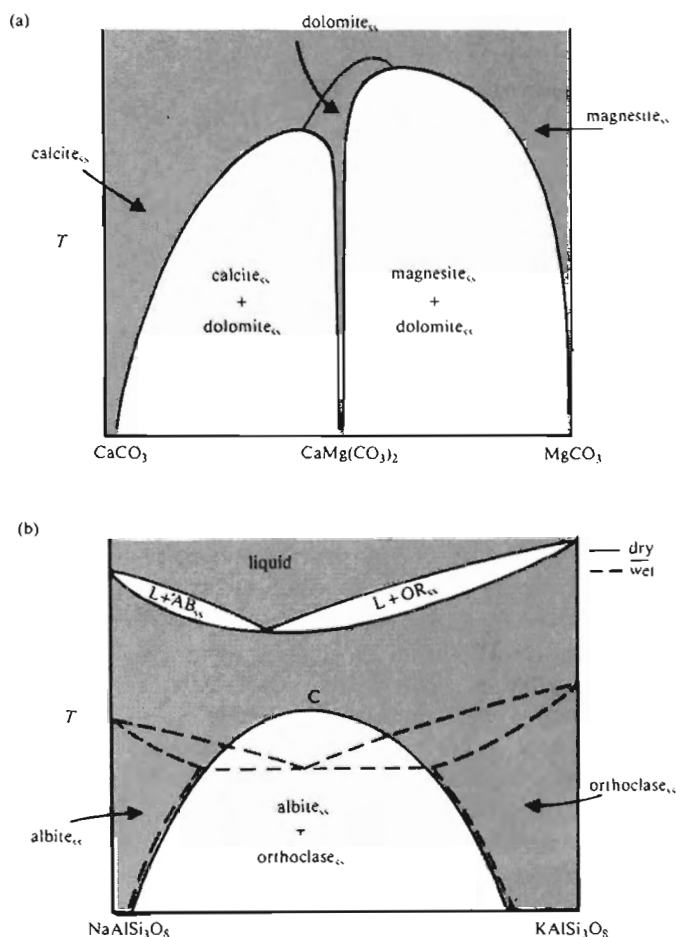 (a)
dolomite_ss
calcite_ss
magnesite_ss
T
calcite_ss
+
dolomite_ss
magnesite_ss
+
dolomite_ss
CaCO₃
CaMg(CO₃)₂
MgCO₃
(b)
liquid
dry
wet
L+AB_ss
L+OR_ss
C
T
albite_ss
+
orthoclase_ss
albite_ss
orthoclase_ss
NaAlSi₃O₈
KAlSi₃O₈